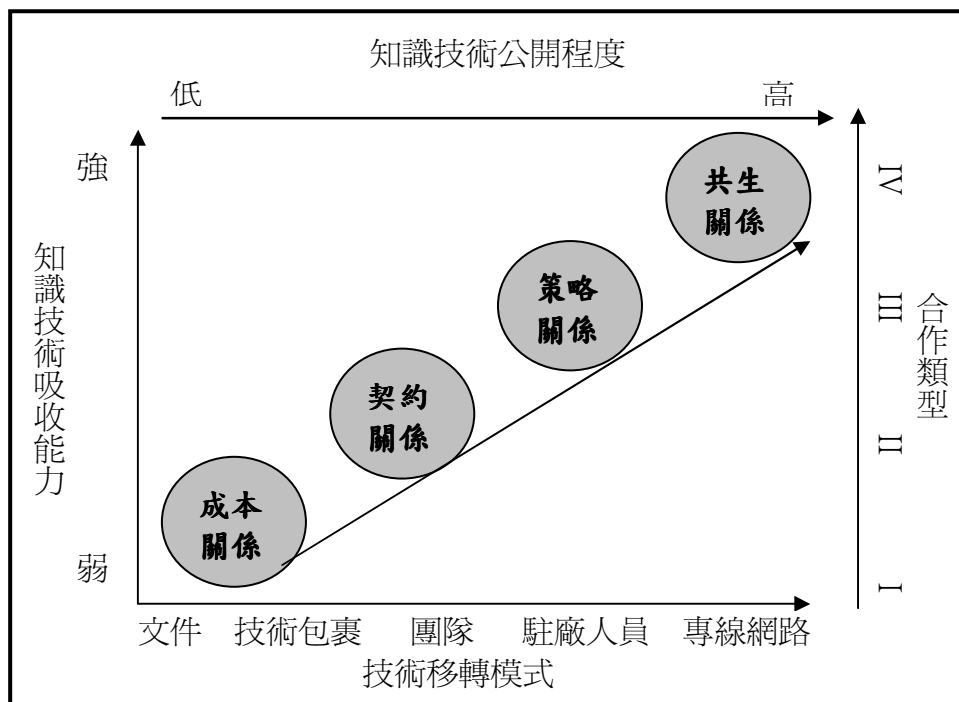 知識技術公開程度
低 高
強
弱
知識技術吸收能力
共生
關係
策略
關係
契約
關係
成本
關係
IV
III
II
I
合作類型
文件 技術包裹 團隊 駐廠人員 專線網路
技術移轉模式